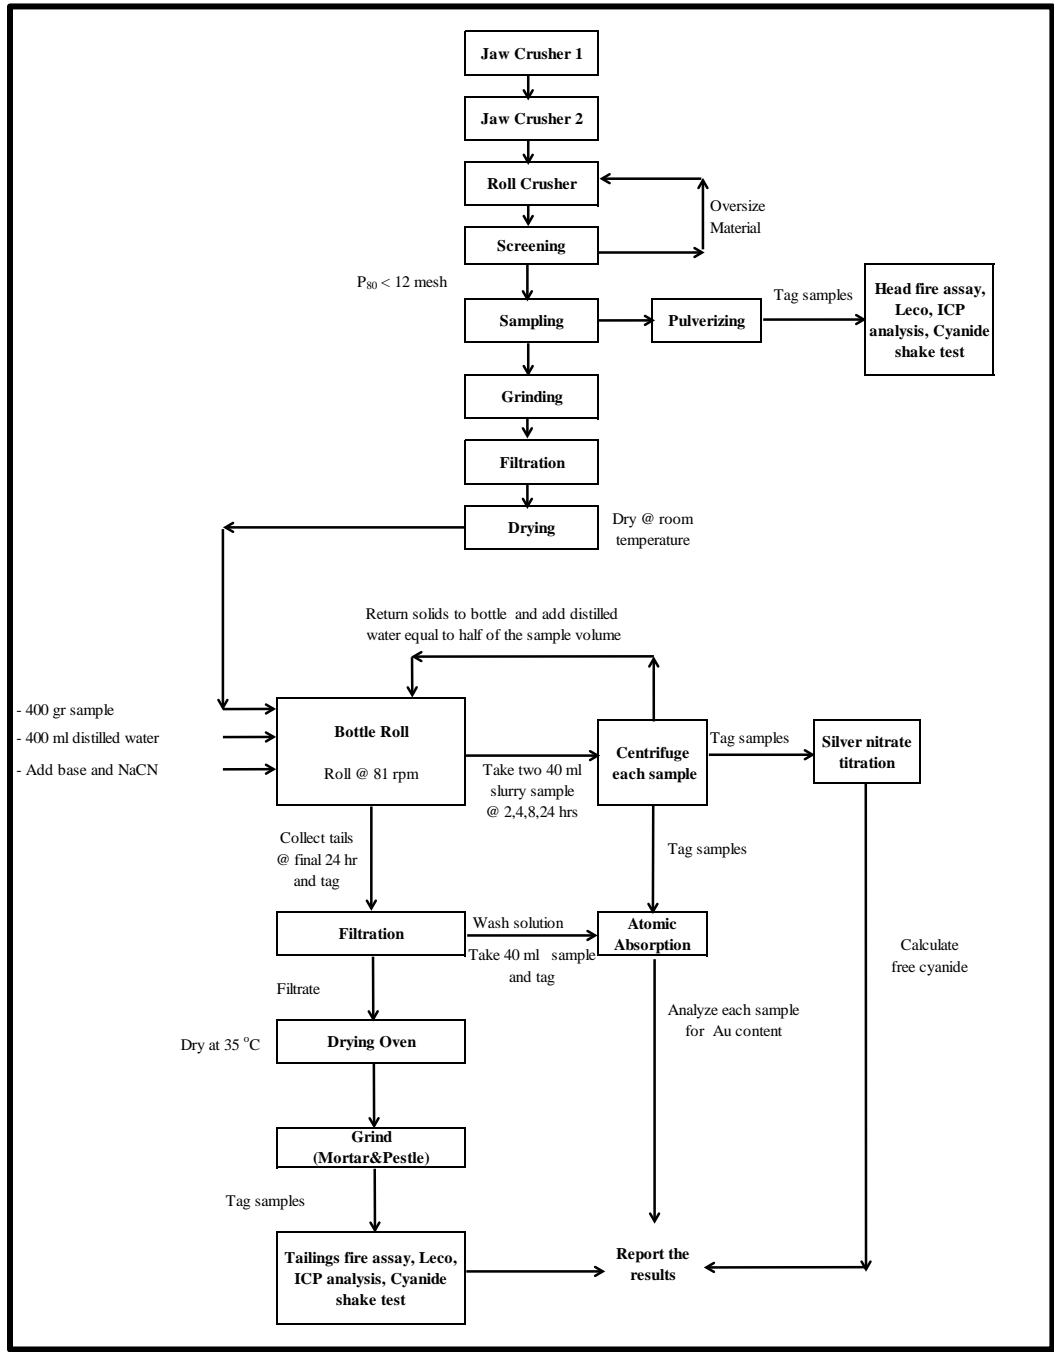 Jaw Crusher 1
Jaw Crusher 2
Roll Crusher
Oversize
Material
Screening
P80 < 12 mesh
Sampling
Pulverizing
Tag samples
Head fire assay,
Leco, ICP
analysis, Cyanide
shake test
Grinding
Filtration
Drying
Dry @ room
temperature
Return solids to bottle and add distilled
water equal to half of the sample volume
- 400 gr sample
- 400 ml distilled water
- Add base and NaCN
Bottle Roll
Roll @ 81 rpm
Take two 40 ml
slurry sample
@ 2,4,8,24 hrs
Centrifuge
each sample
Tag samples
Silver nitrate
titration
Collect tails
@ final 24 hr
and tag
Tag samples
Filtration
Wash solution
Take 40 ml sample
and tag
Atomic
Absorption
Calculate
free cyanide
Filtrate
Analyze each sample
for Au content
Dry at 35 °C
Drying Oven
Grind
(Mortar&Pestle)
Tag samples
Tailings fire assay, Leco,
ICP analysis, Cyanide
shake test
Report the
results